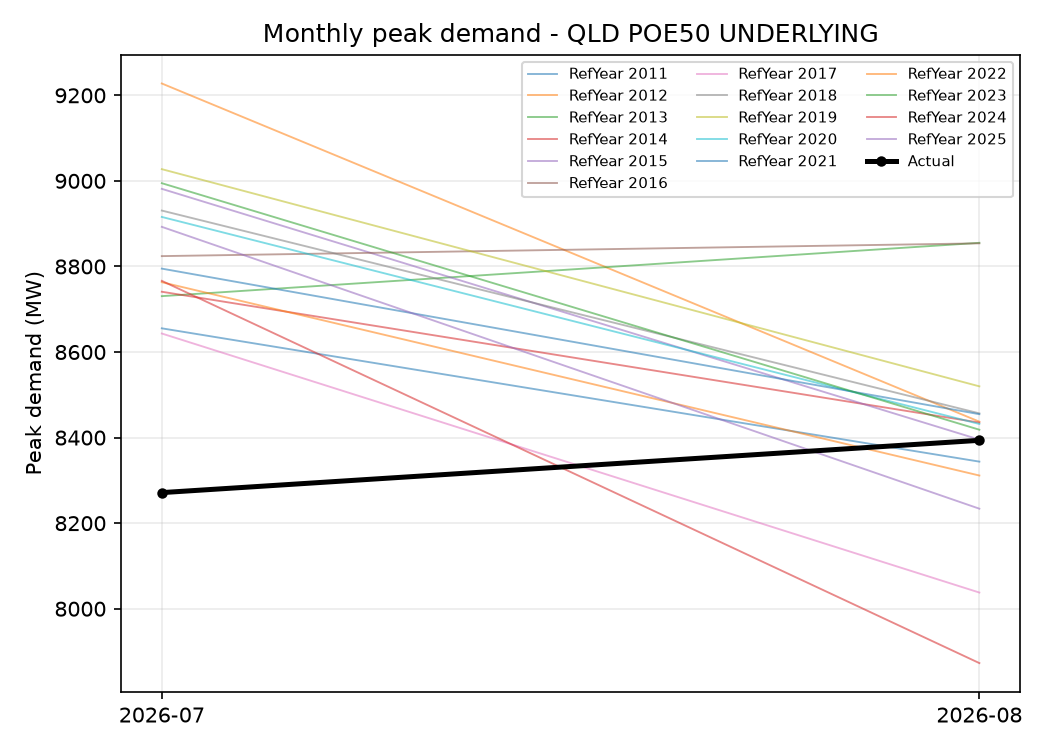 Monthly peak demand - QLD POE50 UNDERLYING
Peak demand (MW)
9200
9000
8800
8600
8400
8200
8000
2026-07
2026-08
RefYear 2011
RefYear 2012
RefYear 2013
RefYear 2014
RefYear 2015
RefYear 2016
RefYear 2017
RefYear 2018
RefYear 2019
RefYear 2020
RefYear 2021
RefYear 2022
RefYear 2023
RefYear 2024
RefYear 2025
Actual